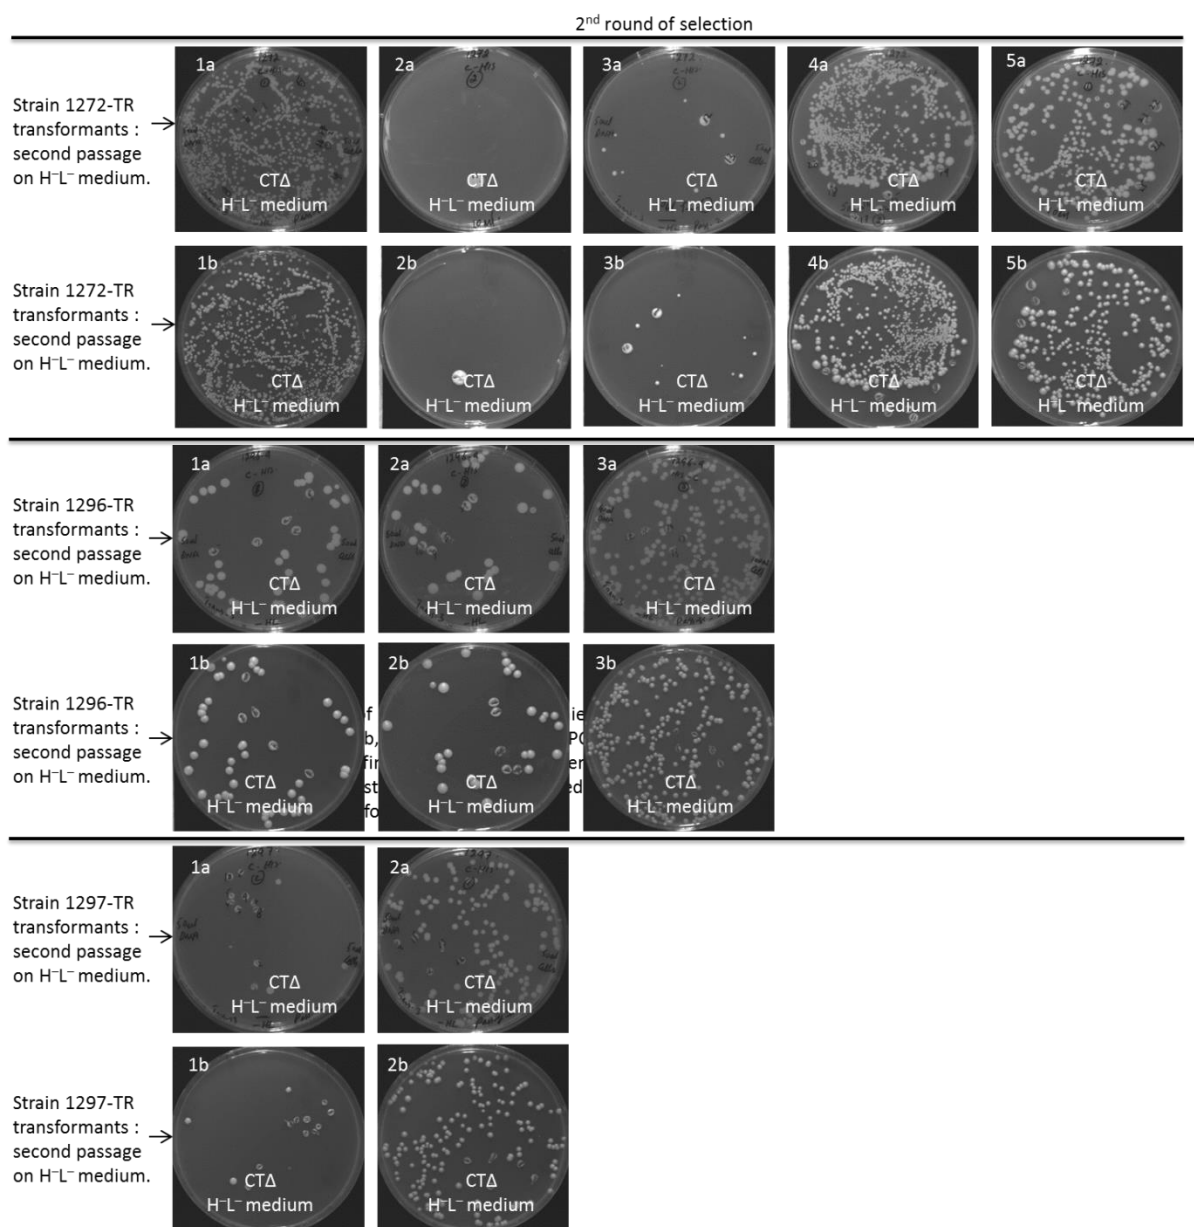 2nd round of selection
1a
2a
3a
4a
5a
Strain 1272-TR
transformants :
second passage
on H⁻L⁻ medium.
CTΔ
H⁻L⁻ medium
CTΔ
H⁻L⁻ medium
CTΔ
H⁻L⁻ medium
CTΔ
H⁻L⁻ medium
CTΔ
H⁻L⁻ medium
1b
2b
3b
4b
5b
Strain 1272-TR
transformants :
second passage
on H⁻L⁻ medium.
CTΔ
H⁻L⁻ medium
CTΔ
H⁻L⁻ medium
CTΔ
H⁻L⁻ medium
CTΔ
H⁻L⁻ medium
CTΔ
H⁻L⁻ medium
1a
2a
3a
Strain 1296-TR
transformants :
second passage
on H⁻L⁻ medium.
CTΔ
H⁻L⁻ medium
CTΔ
H⁻L⁻ medium
CTΔ
H⁻L⁻ medium
1b
2b
3b
Strain 1296-TR
transformants :
second passage
on H⁻L⁻ medium.
CTΔ
H⁻L⁻ medium
CTΔ
H⁻L⁻ medium
CTΔ
H⁻L⁻ medium
1a
2a
Strain 1297-TR
transformants :
second passage
on H⁻L⁻ medium.
CTΔ
H⁻L⁻ medium
CTΔ
H⁻L⁻ medium
1b
2b
Strain 1297-TR
transformants :
second passage
on H⁻L⁻ medium.
CTΔ
H⁻L⁻ medium
CTΔ
H⁻L⁻ medium